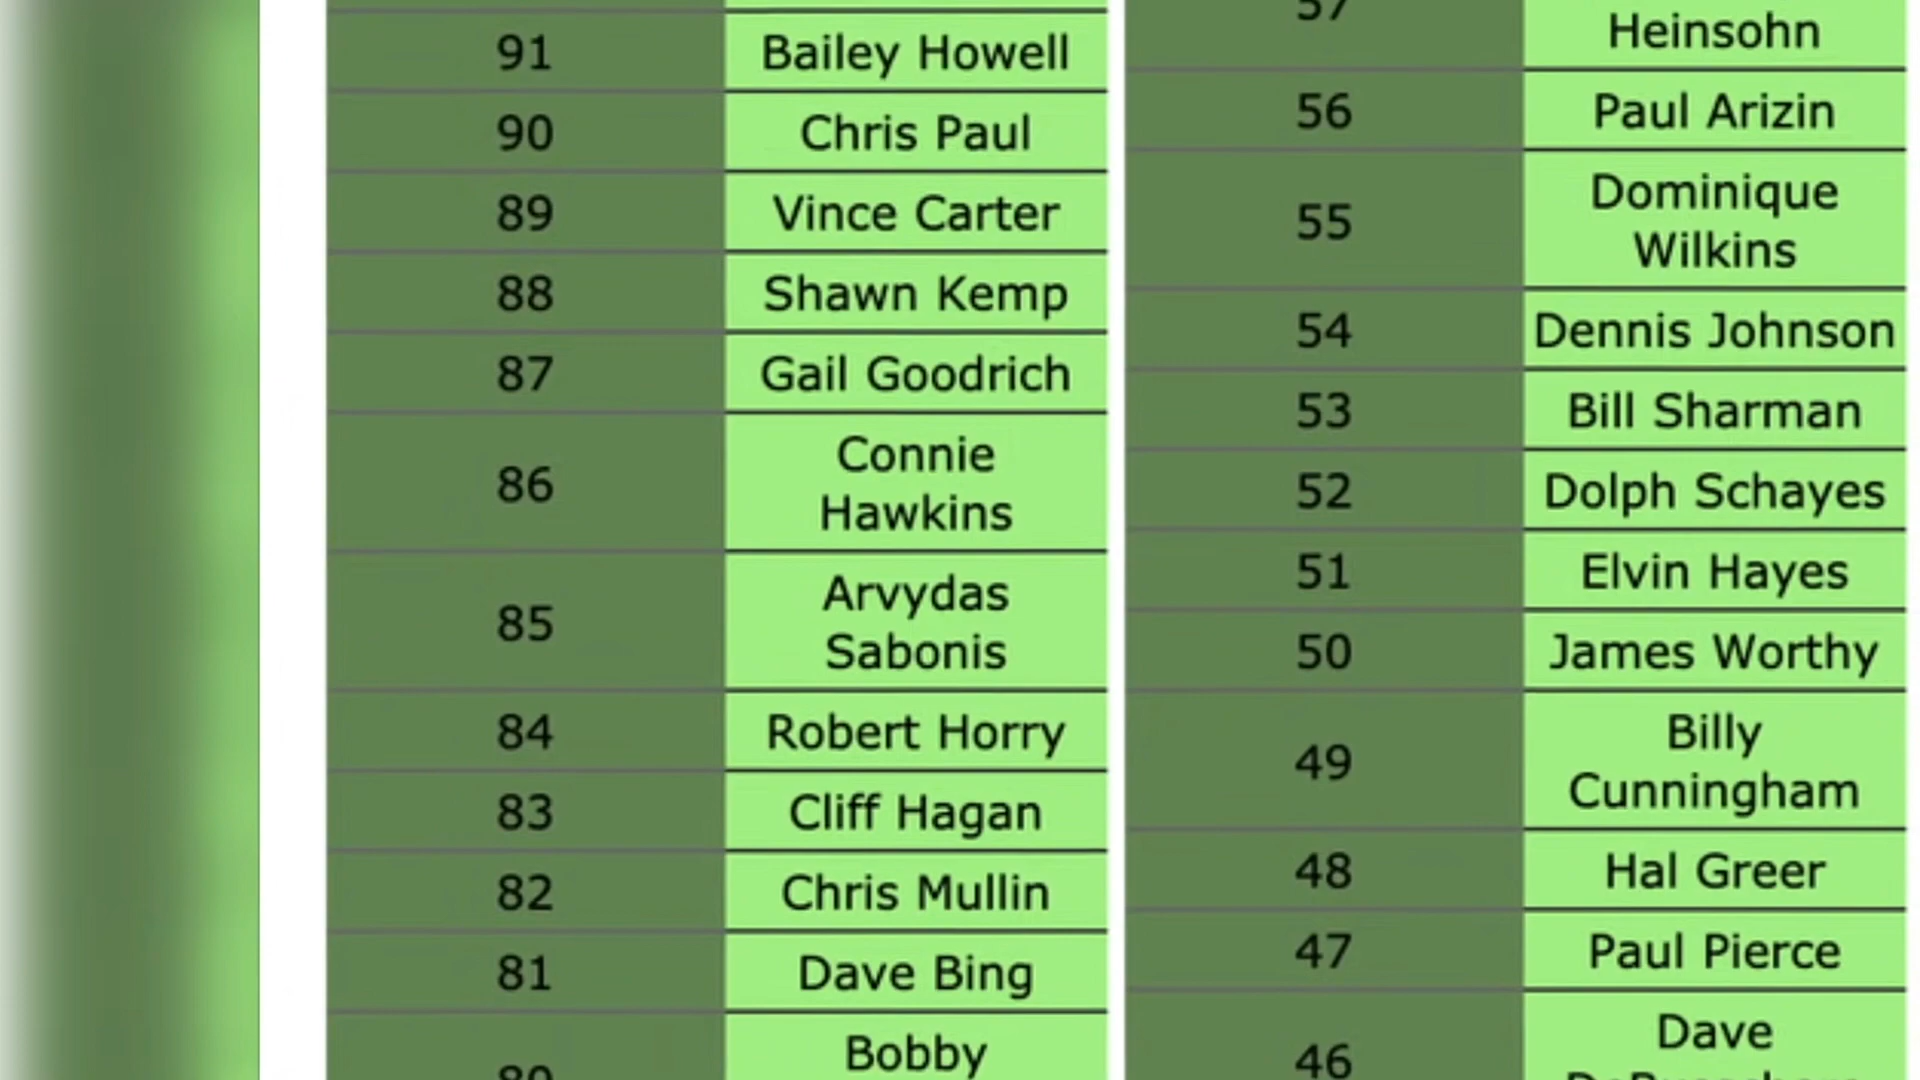 91 Bailey Howell
90 Chris Paul
89 Vince Carter
88 Shawn Kemp
87 Gail Goodrich
86 Connie
Hawkins
85 Arvydas
Sabonis
84 Robert Horry
83 Cliff Hagan
82 Chris Mullin
81 Dave Bing
80 Bobby
57 Heinsohn
56 Paul Arizin
55 Dominique
Wilkins
54 Dennis Johnson
53 Bill Sharman
52 Dolph Schayes
51 Elvin Hayes
50 James Worthy
49 Billy
Cunningham
48 Hal Greer
47 Paul Pierce
46 Dave